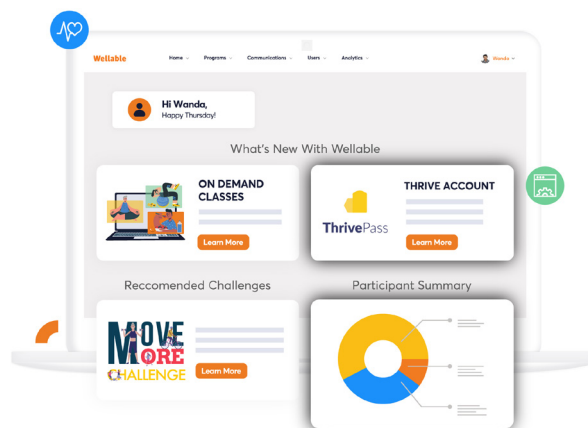 Wellable
Home
Programs
Communications
Users
Analytics
Wanda
Hi Wanda,
Happy Thursday!
What's New With Wellable
ON DEMAND
CLASSES
Learn More
THRIVE ACCOUNT
ThrivePass
Learn More
Reccomended Challenges
Participant Summary
MOVE
MORE
CHALLENGE
Learn More